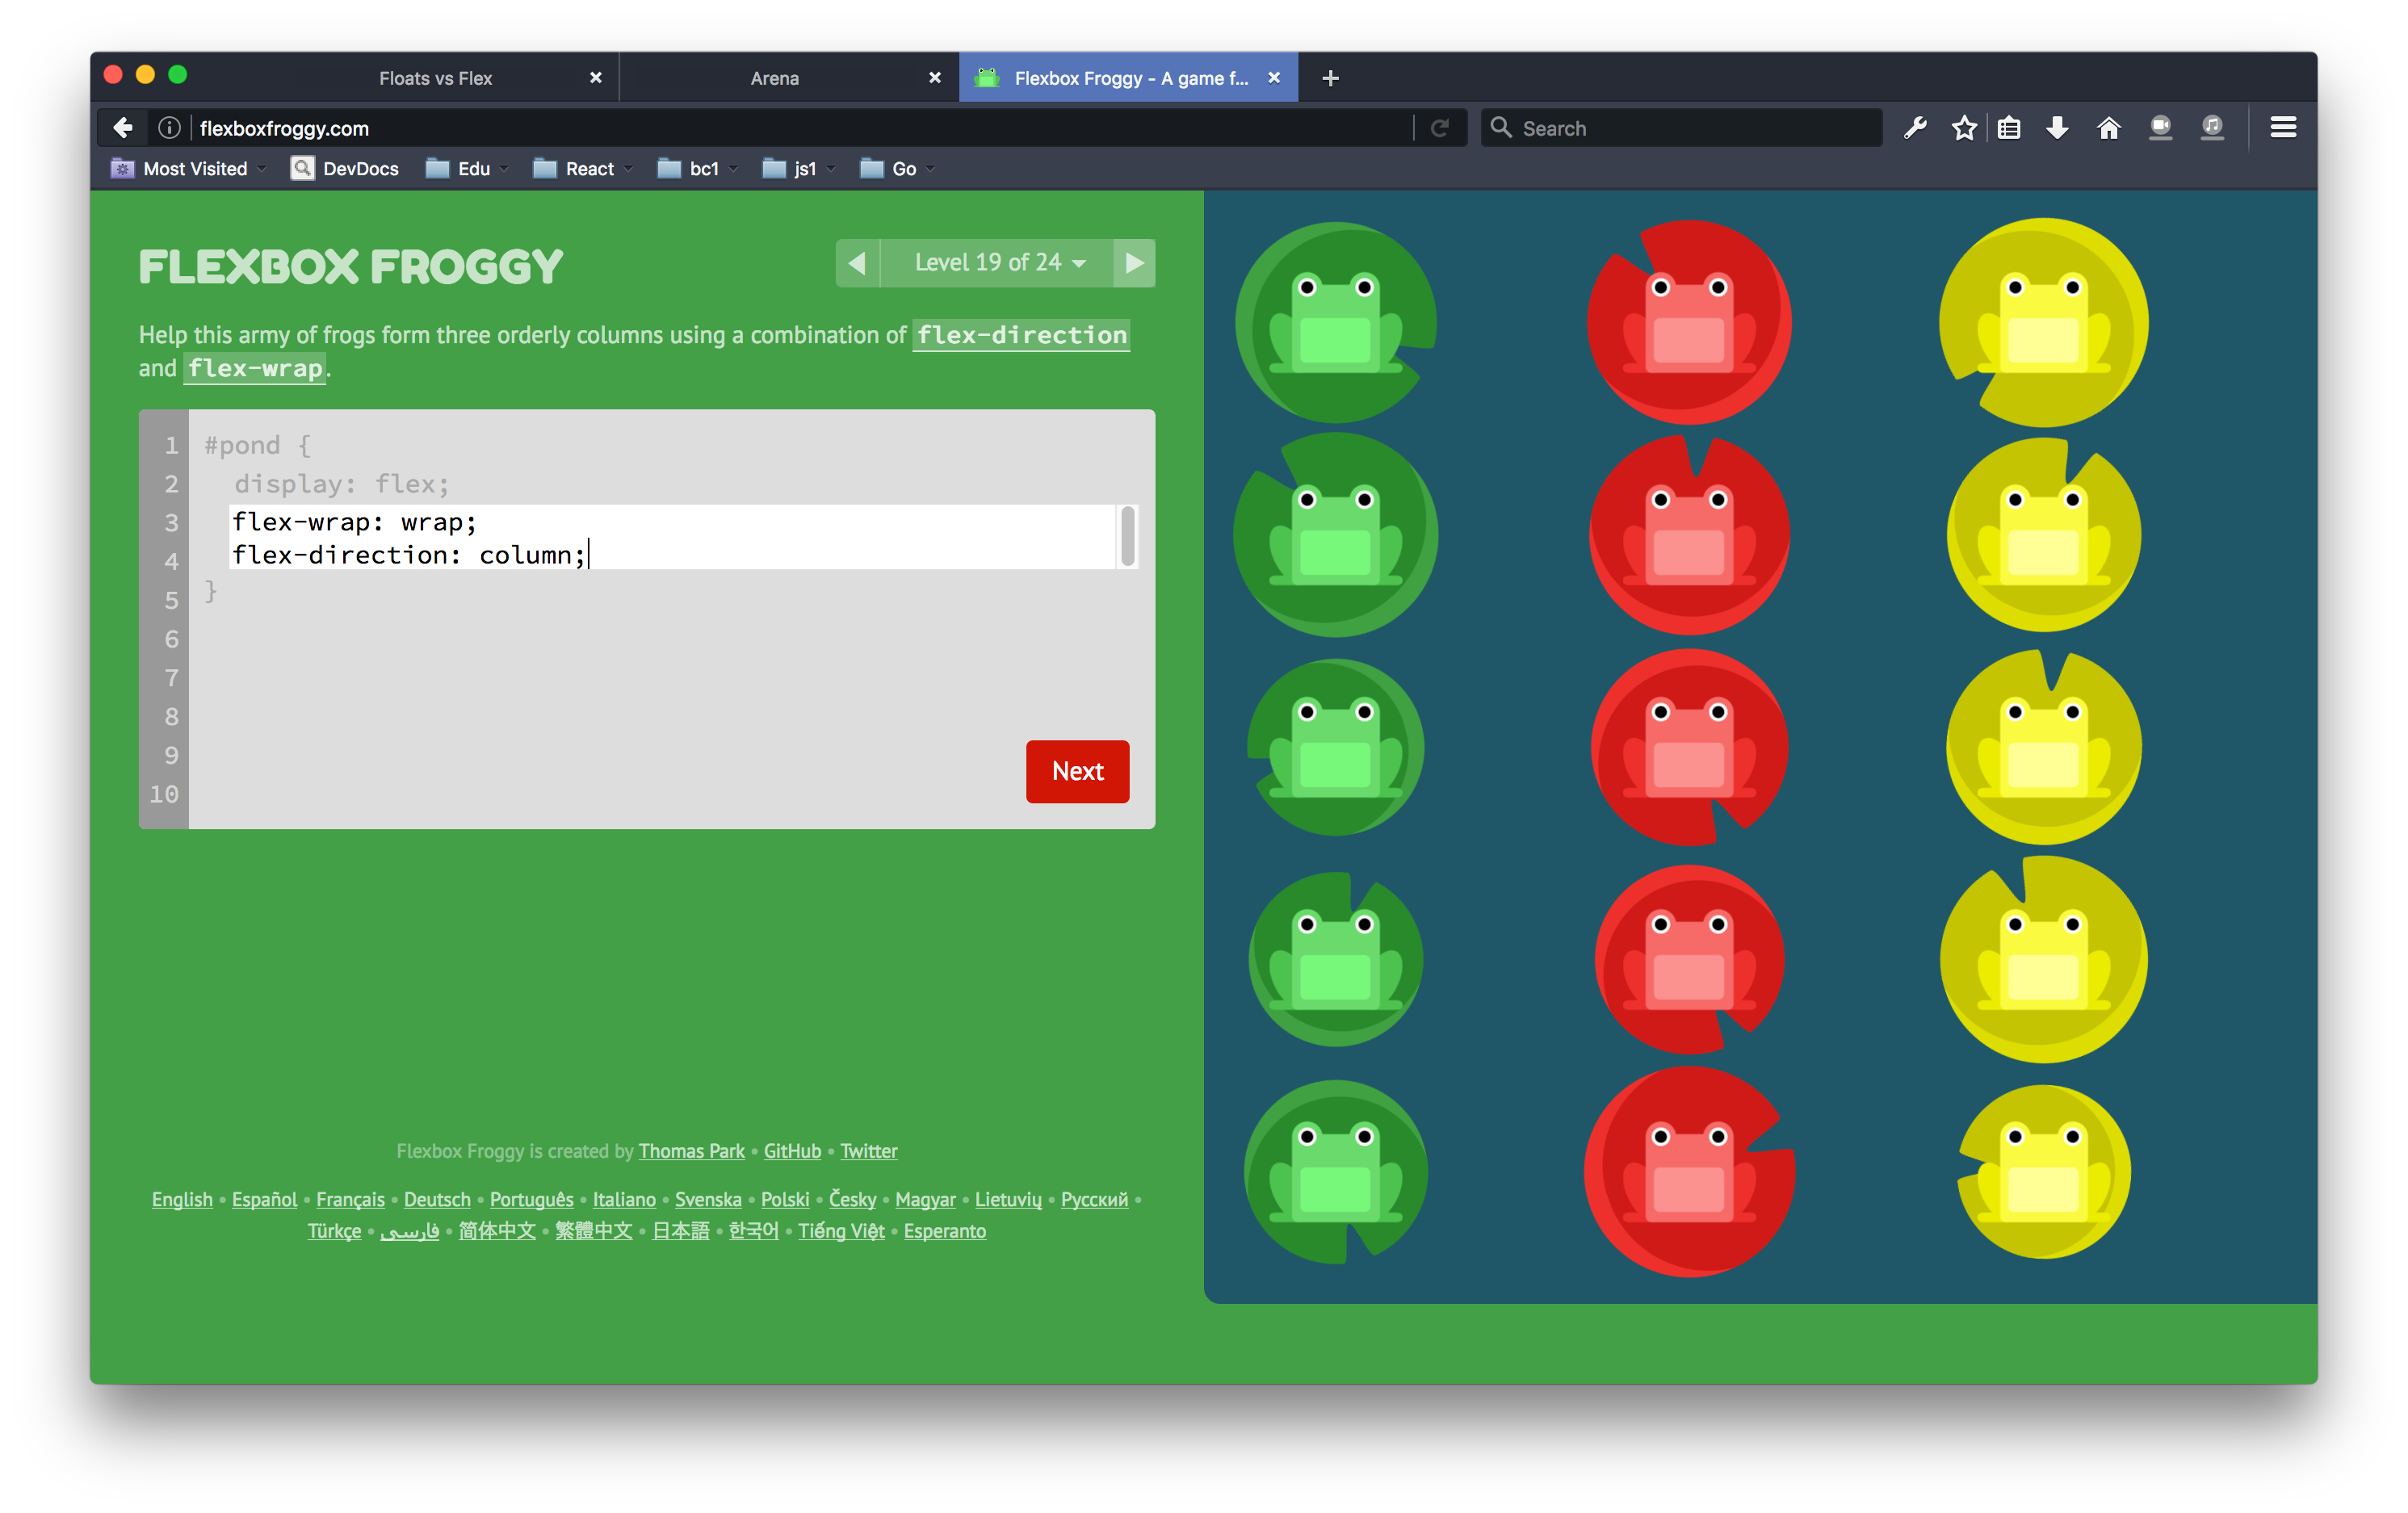 Floats vs Flex
Arena
Flexbox Froggy - A game f...
flexboxfroggy.com
Search
Most Visited
DevDocs
Edu
React
bc1
js1
Go
FLEXBOX FROGGY
Level 19 of 24
Help this army of frogs form three orderly columns using a combination of flex-direction
and flex-wrap.
1 #pond {
2 display: flex;
3 flex-wrap: wrap;
4 flex-direction: column;
5 }
6
7
8
9
10
Next
Flexbox Froggy is created by Thomas Park • GitHub • Twitter
English • Español • Français • Deutsch • Português • Italiano • Svenska • Polski • Česky • Magyar • Lietuvių • Русский •
Türkçe • فارسی • 简体中文 • 繁體中文 • 日本語 • 한국어 • Tiếng Việt • Esperanto